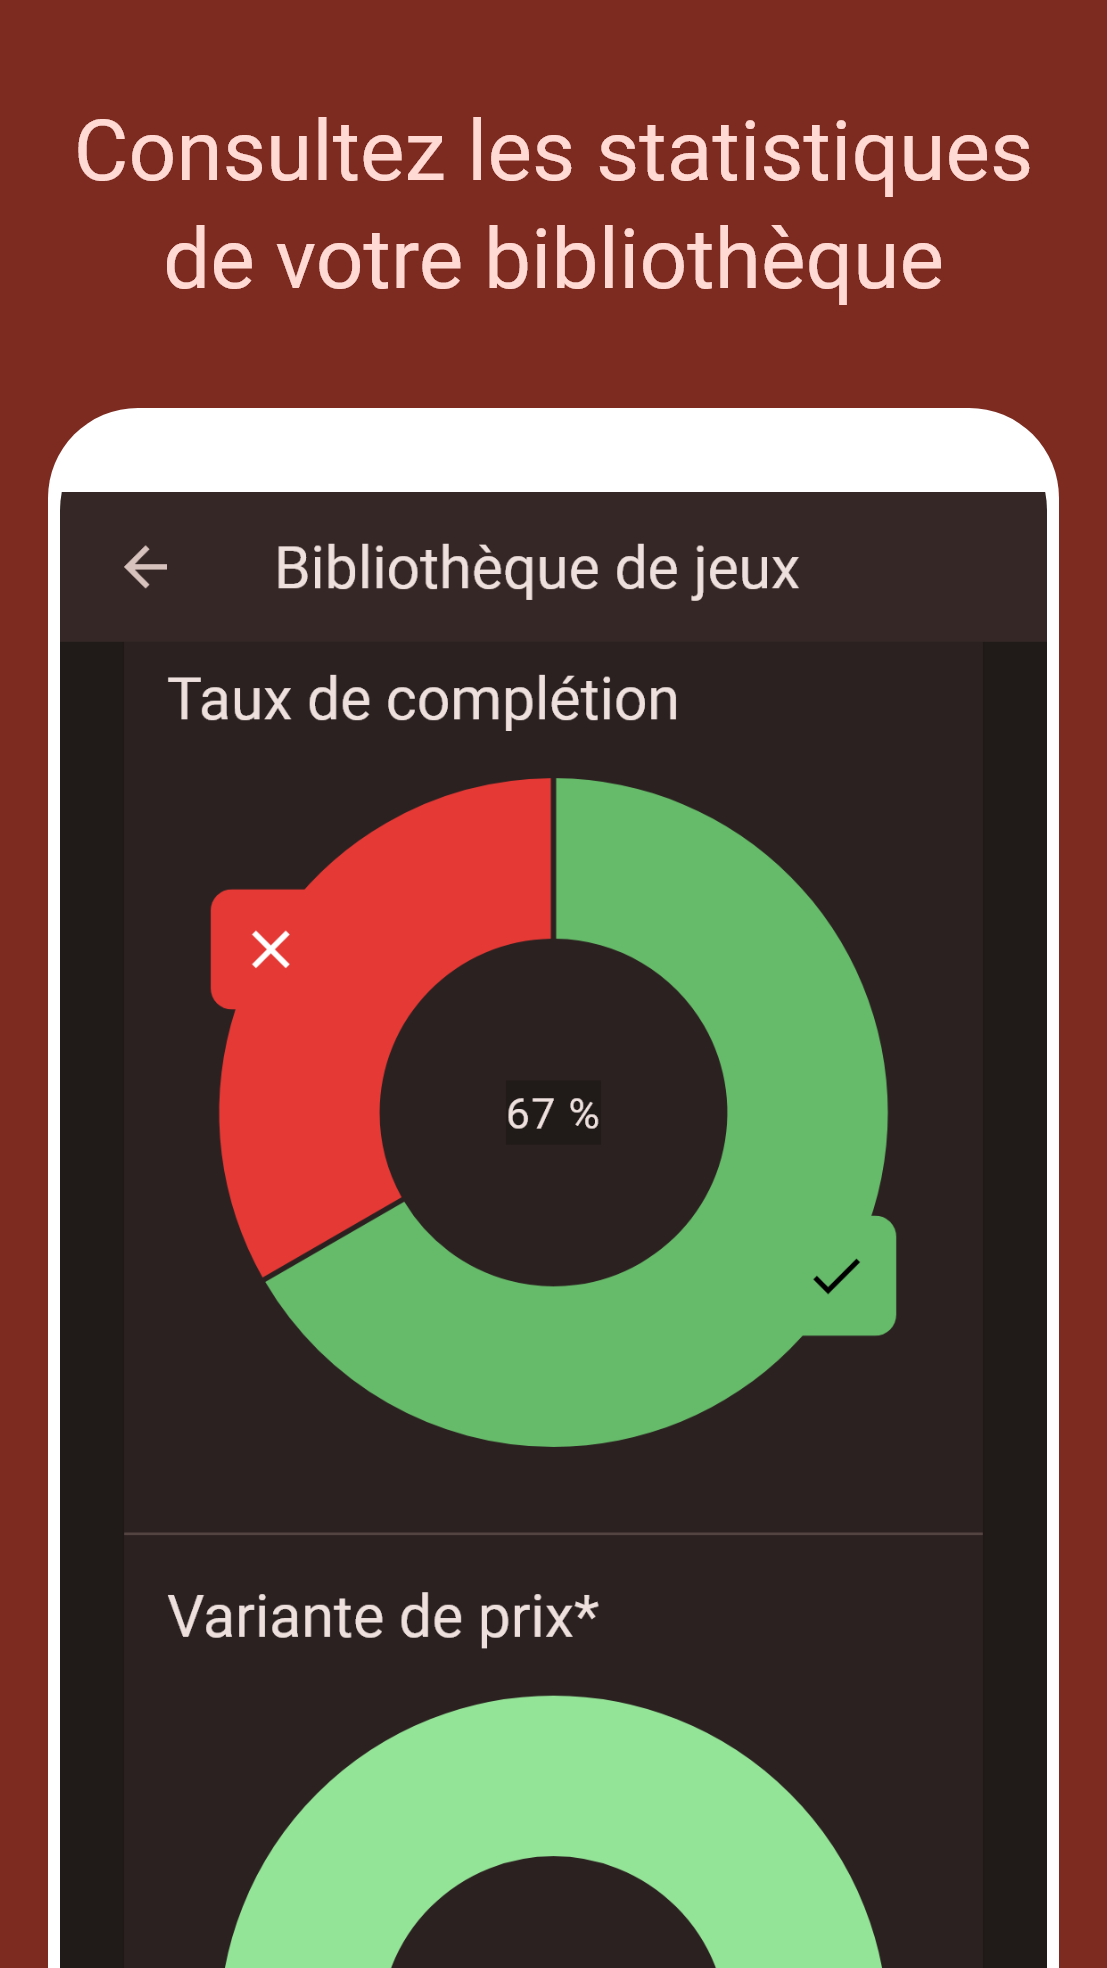 Consultez les statistiques
de votre bibliothèque
Bibliothèque de jeux
Taux de complétion
67 %
Variante de prix*